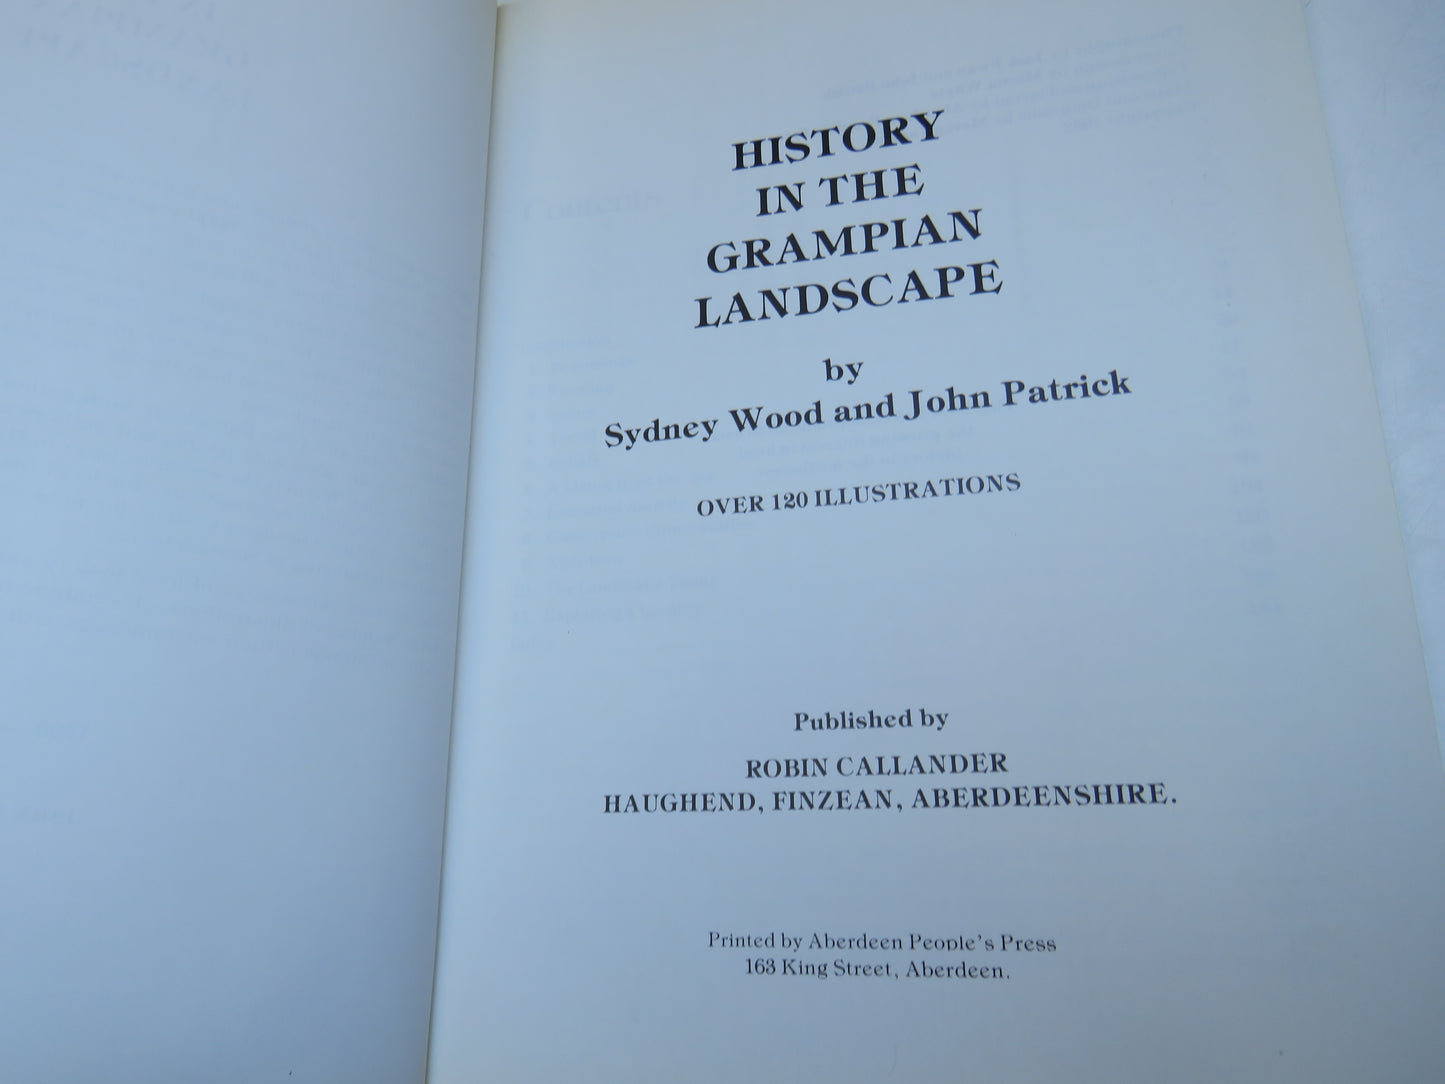 HISTORY
IN THE
GRAMPIAN
LANDSCAPE
by
Sydney Wood and John Patrick
OVER 120 ILLUSTRATIONS
Published by
ROBIN CALLANDER
HAUGHEND, FINZEAN, ABERDEENSHIRE.
Printed by Aberdeen People's Press
163 King Street, Aberdeen.